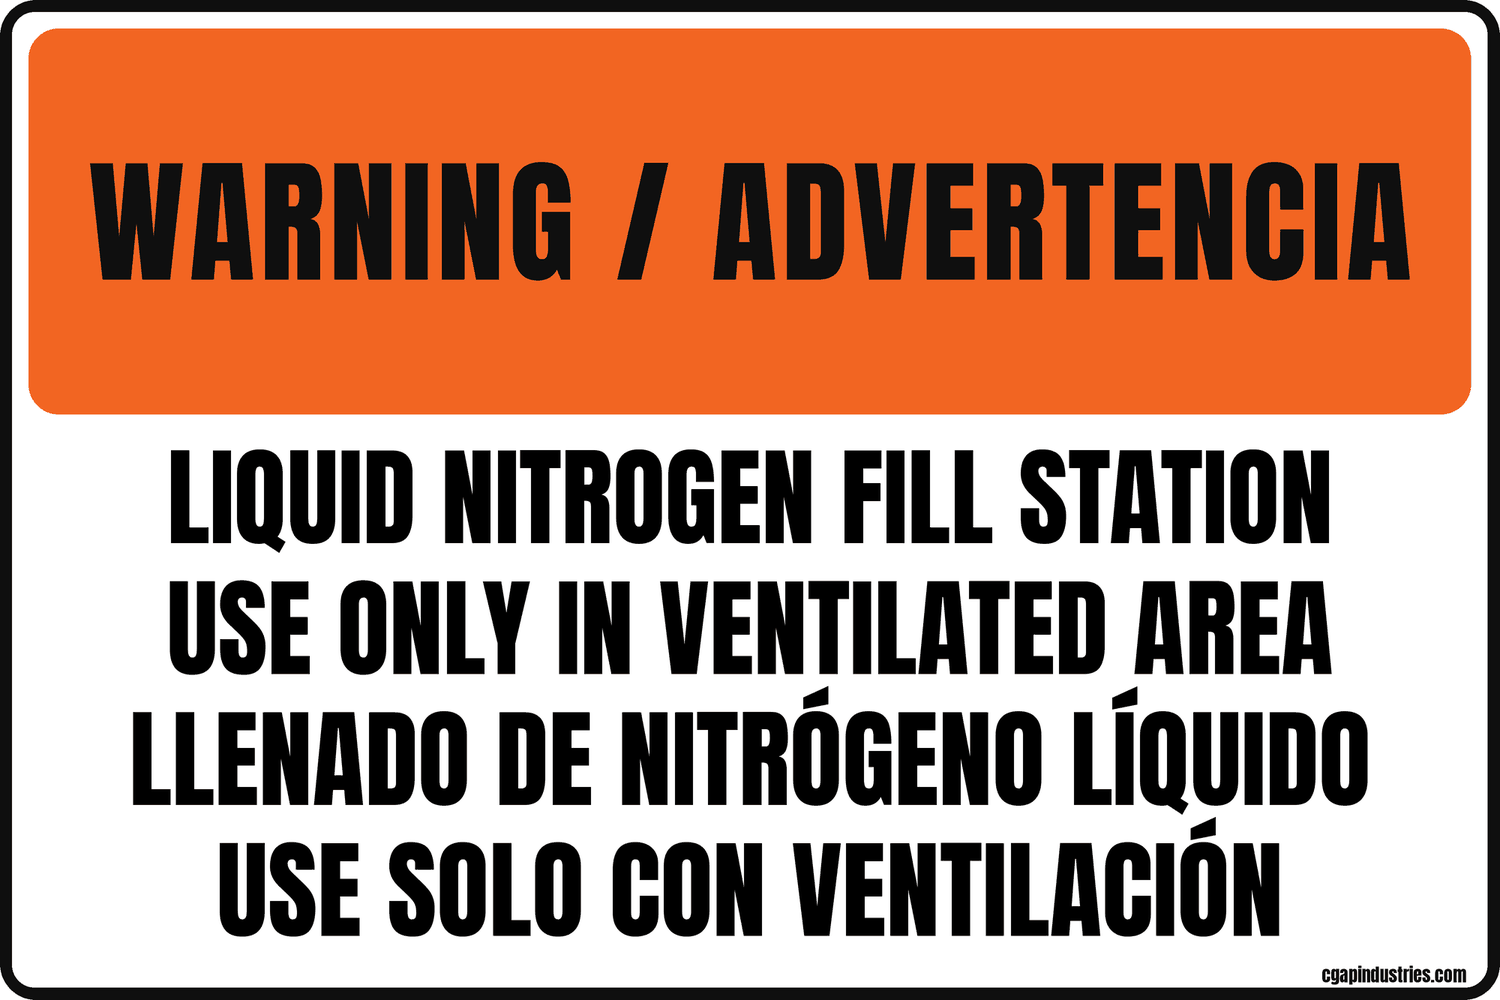 WARNING / ADVERTENCIA
LIQUID NITROGEN FILL STATION
USE ONLY IN VENTILATED AREA
LLENADO DE NITRÓGENO LÍQUIDO
USE SOLO CON VENTILACIÓN
cgapindustries.com